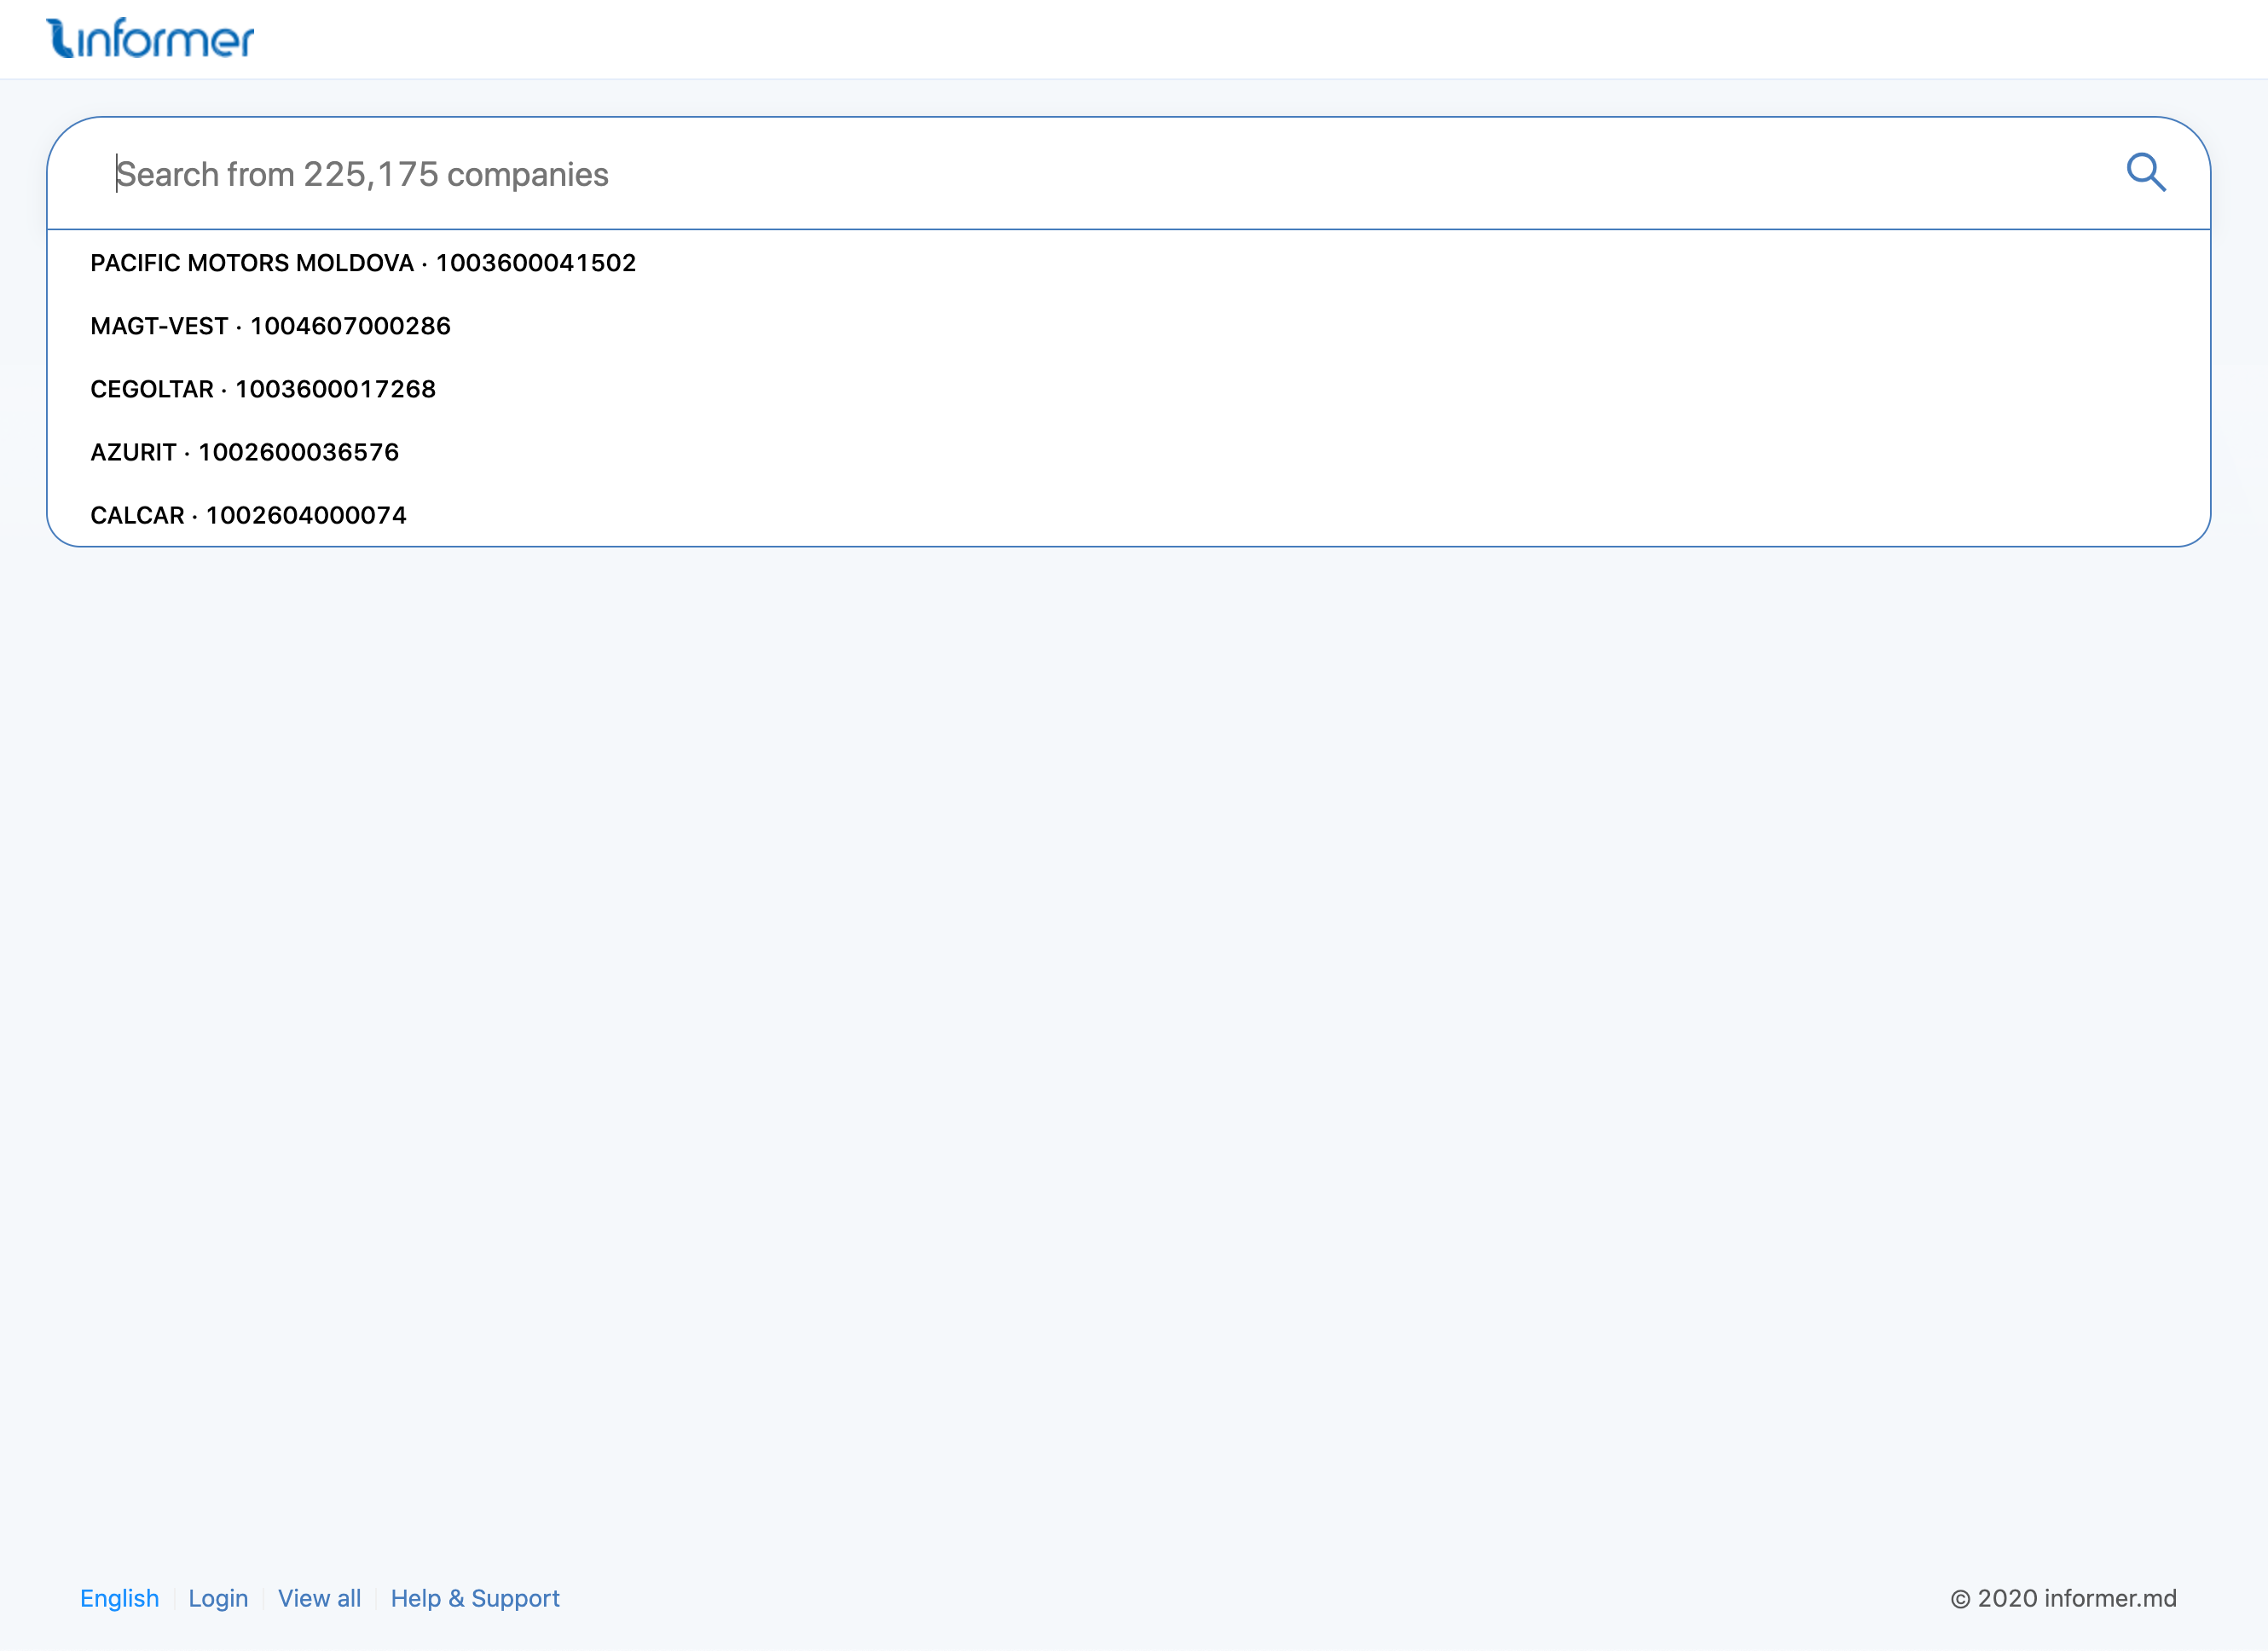 informer
Search from 225,175 companies
PACIFIC MOTORS MOLDOVA · 1003600041502
MAGT-VEST · 1004607000286
CEGOLTAR · 1003600017268
AZURIT · 1002600036576
CALCAR · 1002604000074
English Login View all Help & Support © 2020 informer.md